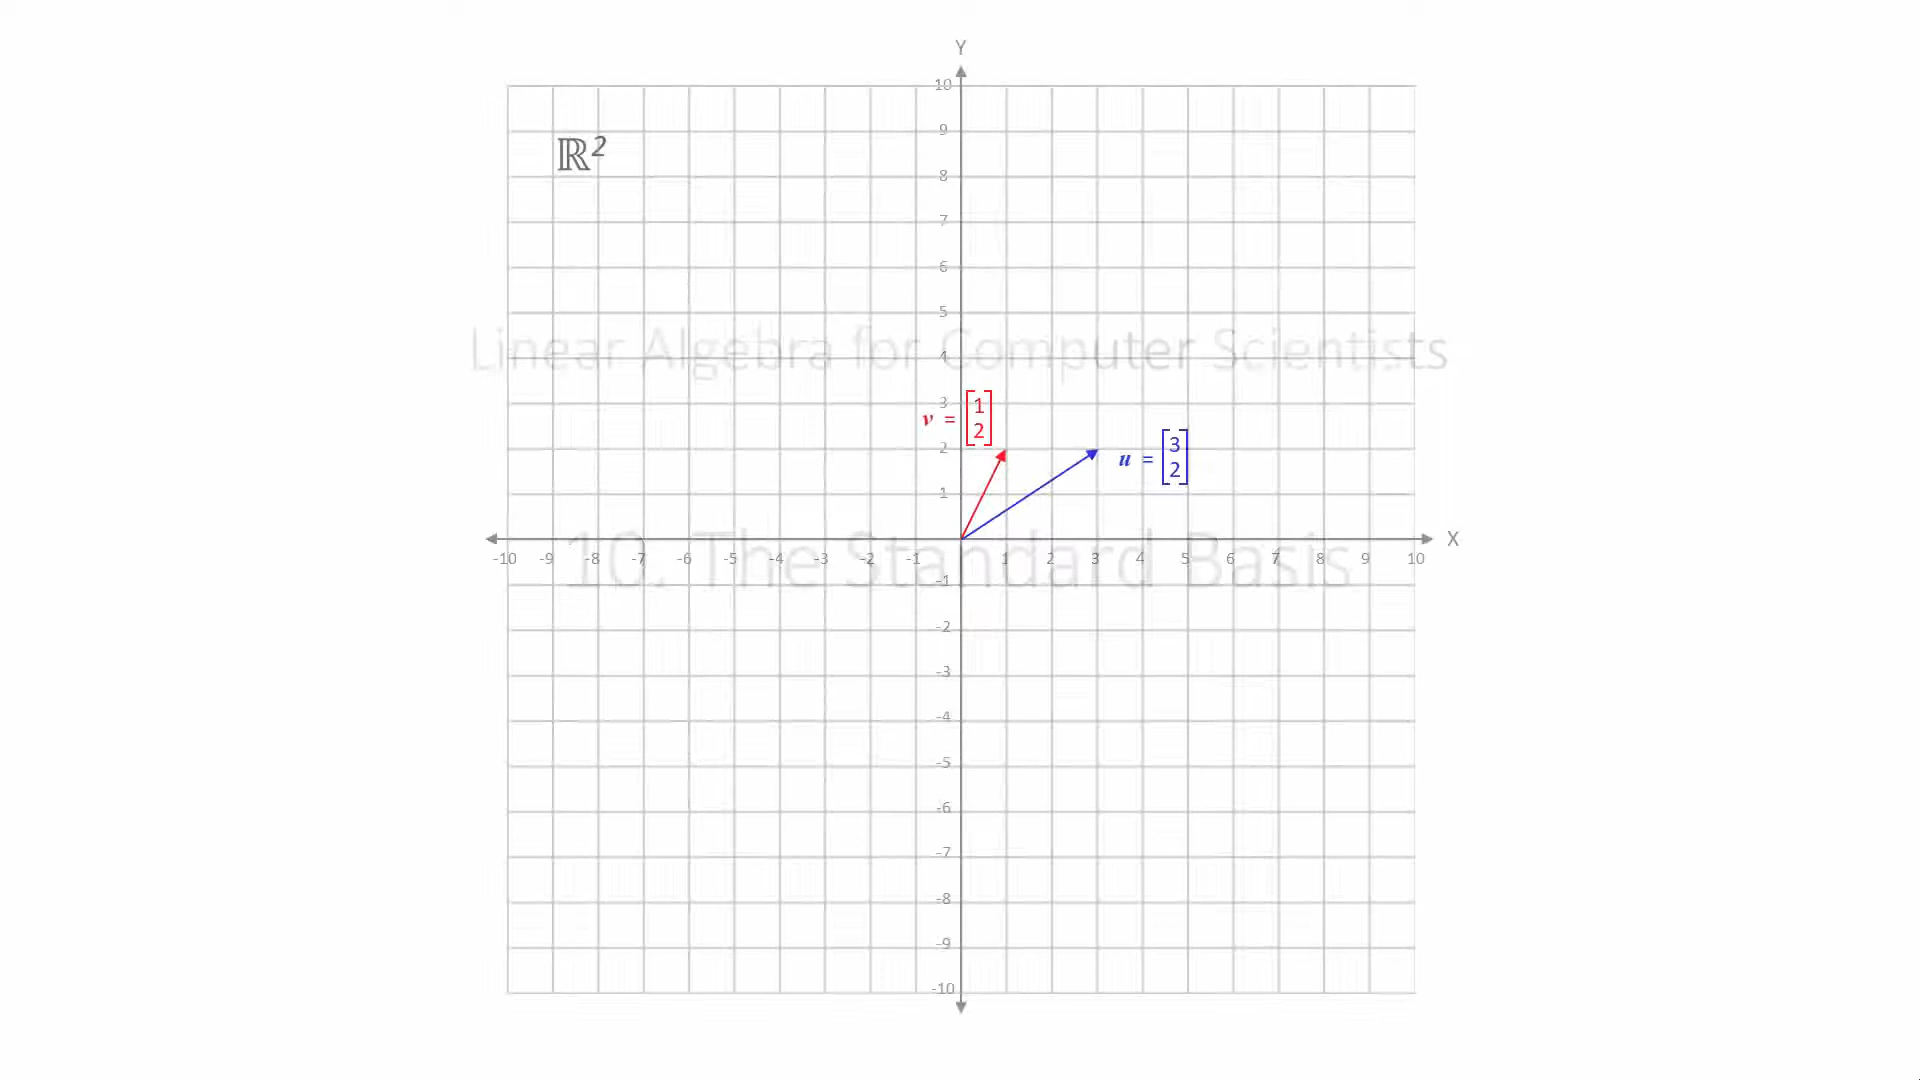 Y
10
9
ℝ²
8
7
6
5
Linear Algebra for Computer Scientists
4
3
v = [1 2]
2
u = [3 2]
1
X
-10 -9 -8 -7 -6 -5 -4 -3 -2 -1 1 2 3 4 5 6 7 8 9 10
10. The Standard Basis
-1
-2
-3
-4
-5
-6
-7
-8
-9
-10